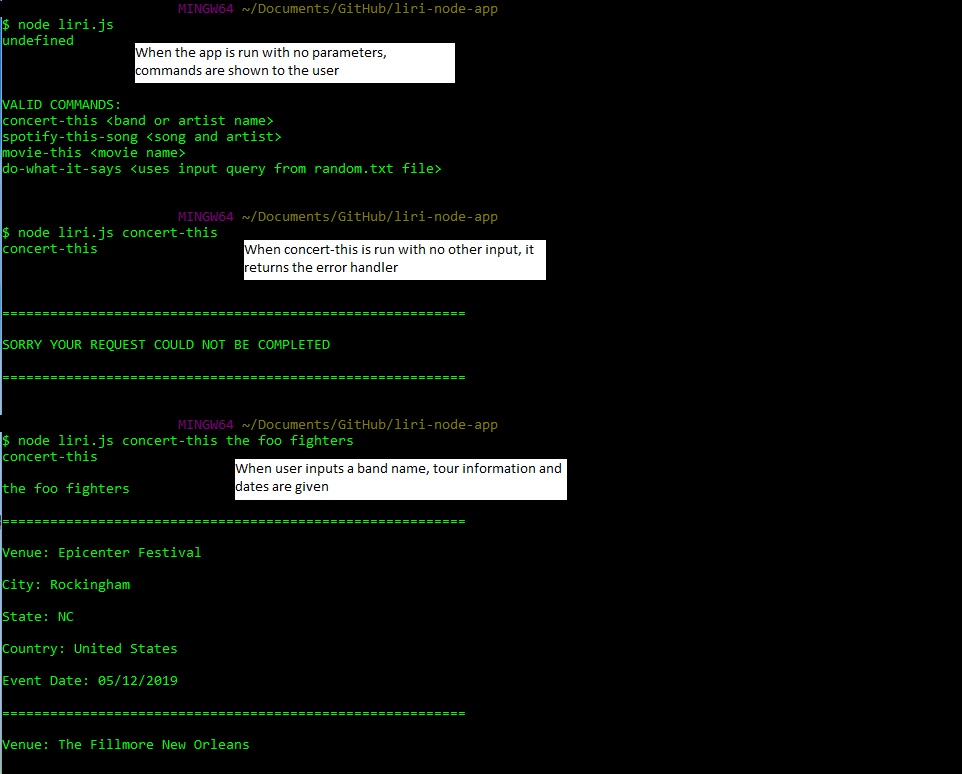 MINGW64 ~/Documents/GitHub/liri-node-app
$ node liri.js
undefined
When the app is run with no parameters,
commands are shown to the user
VALID COMMANDS:
concert-this <band or artist name>
spotify-this-song <song and artist>
movie-this <movie name>
do-what-it-says <uses input query from random.txt file>
MINGW64 ~/Documents/GitHub/liri-node-app
$ node liri.js concert-this
concert-this
When concert-this is run with no other input, it
returns the error handler
==========================================================
SORRY YOUR REQUEST COULD NOT BE COMPLETED
==========================================================
MINGW64 ~/Documents/GitHub/liri-node-app
$ node liri.js concert-this the foo fighters
concert-this
When user inputs a band name, tour information and
dates are given
the foo fighters
==========================================================
Venue: Epicenter Festival
City: Rockingham
State: NC
Country: United States
Event Date: 05/12/2019
==========================================================
Venue: The Fillmore New Orleans